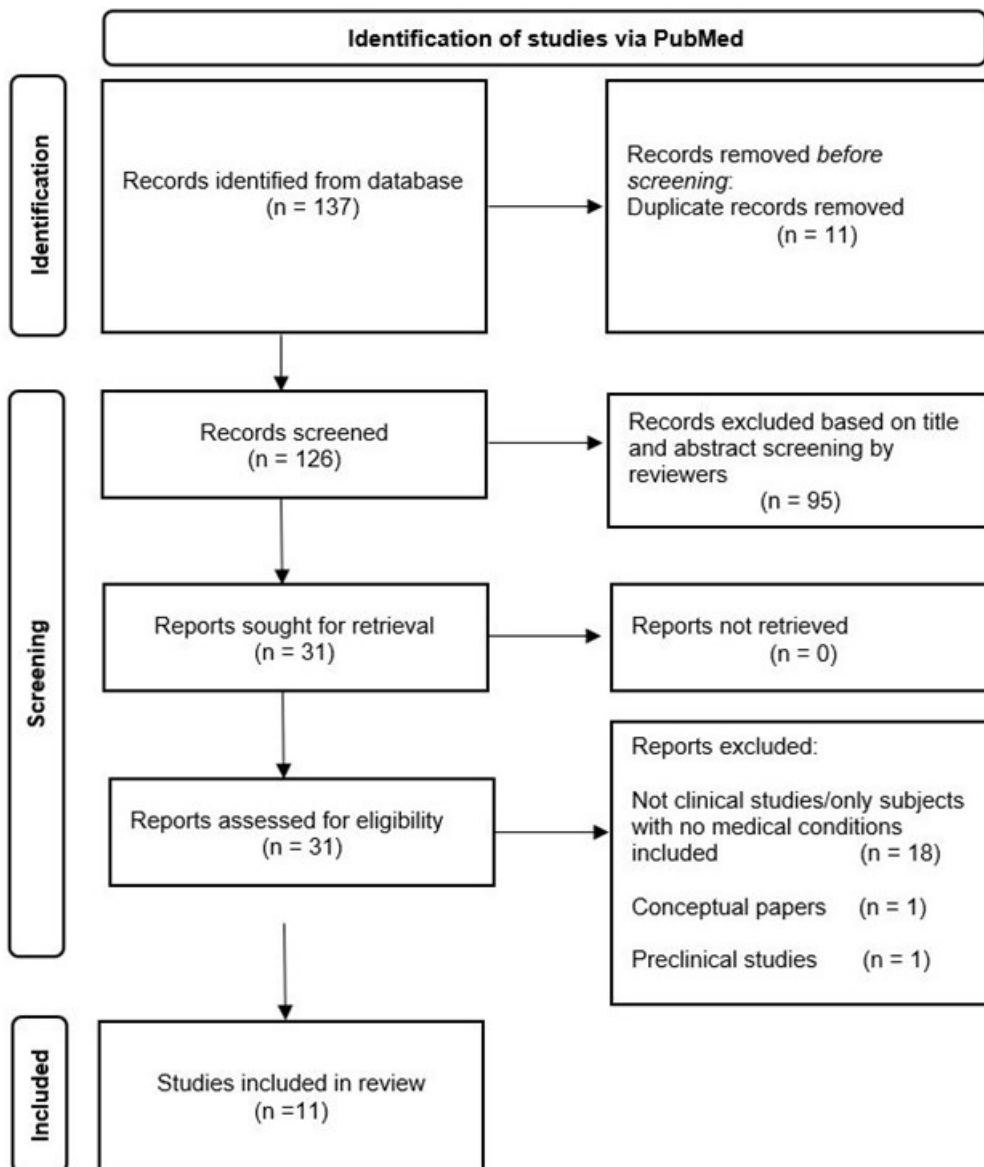 Identification of studies via PubMed
Identification
Records identified from database
(n = 137)
Records removed before
screening:
Duplicate records removed
(n = 11)
Screening
Records screened
(n = 126)
Records excluded based on title
and abstract screening by
reviewers
(n = 95)
Reports sought for retrieval
(n = 31)
Reports not retrieved
(n = 0)
Reports assessed for eligibility
(n = 31)
Reports excluded:
Not clinical studies/only subjects
with no medical conditions
included (n = 18)
Conceptual papers (n = 1)
Preclinical studies (n = 1)
Included
Studies included in review
(n =11)